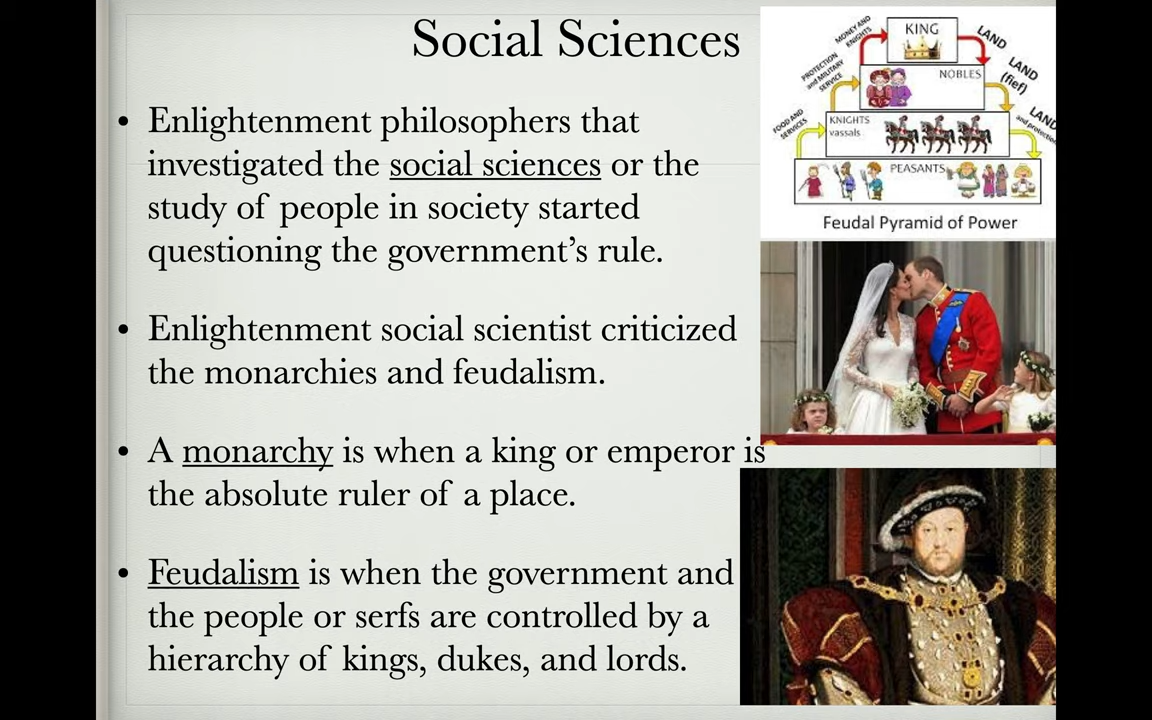 Social Sciences
• Enlightenment philosophers that
investigated the social sciences or the
study of people in society started
questioning the government’s rule.
• Enlightenment social scientist criticized
the monarchies and feudalism.
• A monarchy is when a king or emperor is
the absolute ruler of a place.
• Feudalism is when the government and
the people or serfs are controlled by a
hierarchy of kings, dukes, and lords.
KING
MONEY AND
KNIGHTS
LAND
NOBLES
PROTECTION
and MILITARY
SERVICE
LAND
(fief)
KNIGHTS
vassals
FOOD AND
SERVICES
LAND
and protection
PEASANTS
Feudal Pyramid of Power